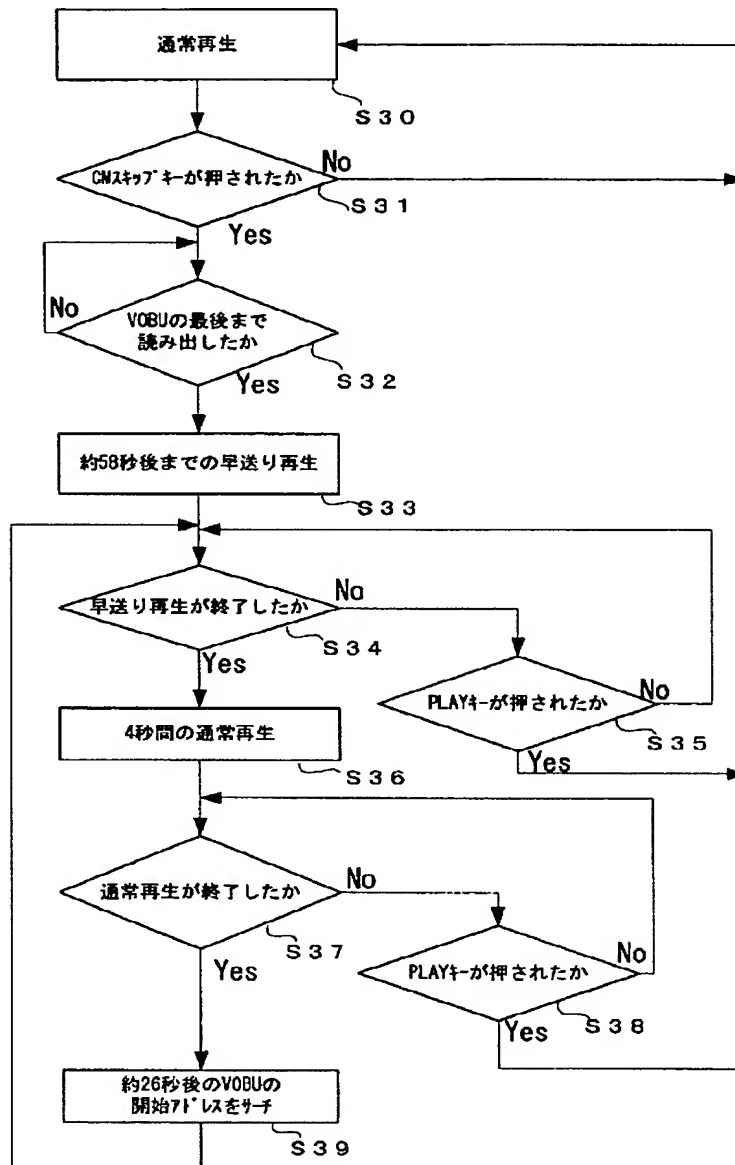 通常再生
S30
CMスキップキーが押されたか
No
S31
Yes
No
VOBUの最後まで
読み出したか
S32
Yes
約58秒後までの早送り再生
S33
早送り再生が終了したか
No
S34
Yes
PLAYキーが押されたか
No
S35
Yes
4秒間の通常再生
S36
通常再生が終了したか
No
S37
Yes
PLAYキーが押されたか
No
S38
Yes
約26秒後のVOBUの
開始アドレスをサーチ
S39